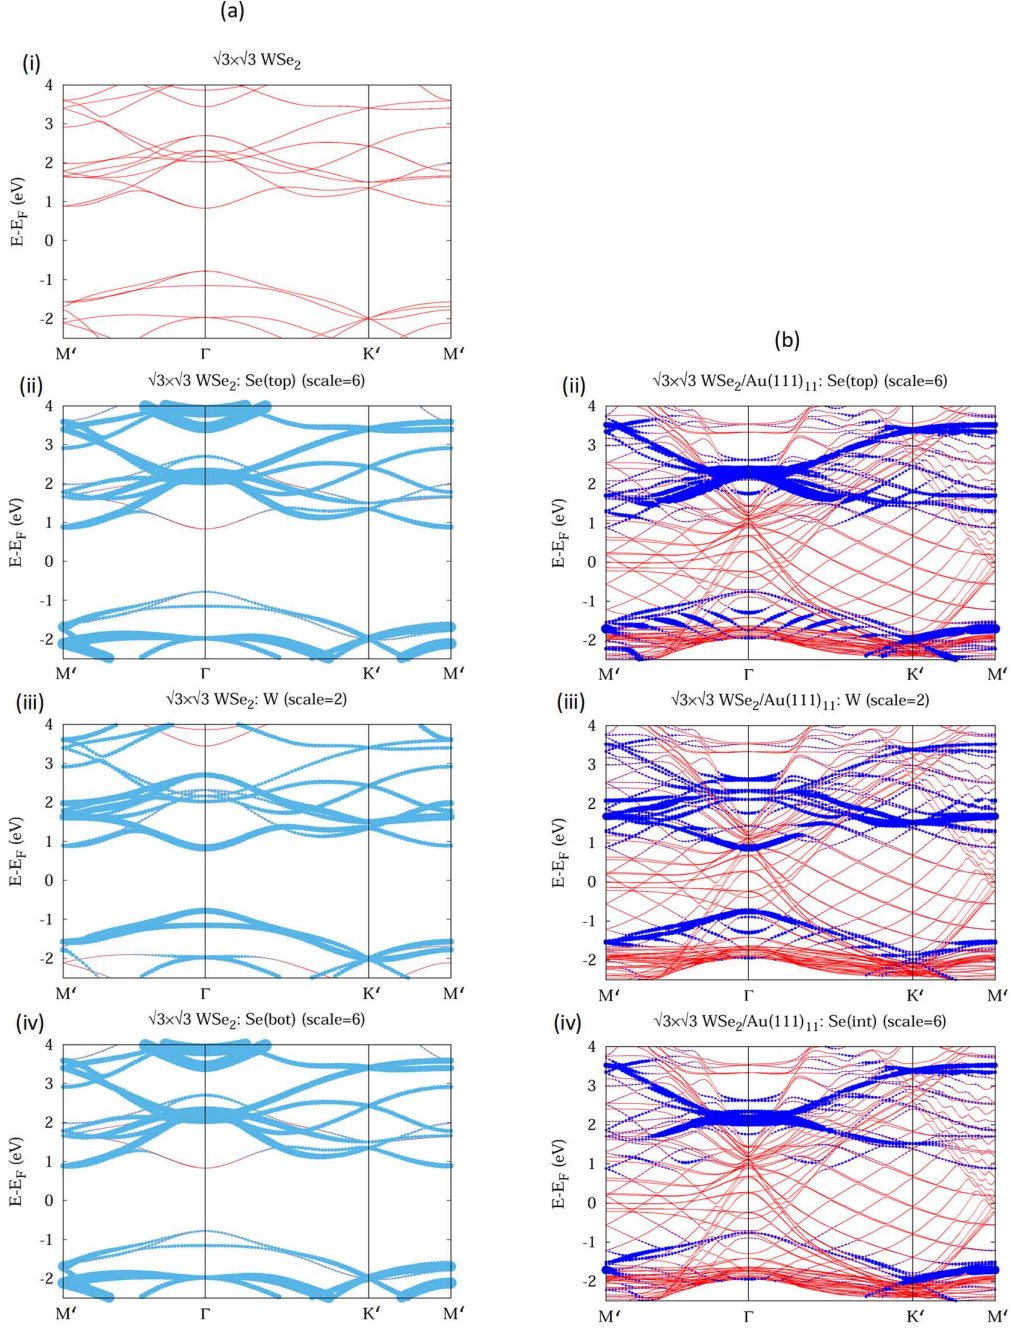 (a)
(i)
√3×√3 WSe2
4
3
2
1
0
-1
-2
E-EF (eV)
M′
Γ
K′
M′
(b)
(ii)
√3×√3 WSe2: Se(top) (scale=6)
4
3
2
1
0
-1
-2
E-EF (eV)
M′
Γ
K′
M′
(ii)
√3×√3 WSe2/Au(111)11: Se(top) (scale=6)
4
3
2
1
0
-1
-2
E-EF (eV)
M′
Γ
K′
M′
(iii)
√3×√3 WSe2: W (scale=2)
4
3
2
1
0
-1
-2
E-EF (eV)
M′
Γ
K′
M′
(iii)
√3×√3 WSe2/Au(111)11: W (scale=2)
4
3
2
1
0
-1
-2
E-EF (eV)
M′
Γ
K′
M′
(iv)
√3×√3 WSe2: Se(bot) (scale=6)
4
3
2
1
0
-1
-2
E-EF (eV)
M′
Γ
K′
M′
(iv)
√3×√3 WSe2/Au(111)11: Se(int) (scale=6)
4
3
2
1
0
-1
-2
E-EF (eV)
M′
Γ
K′
M′